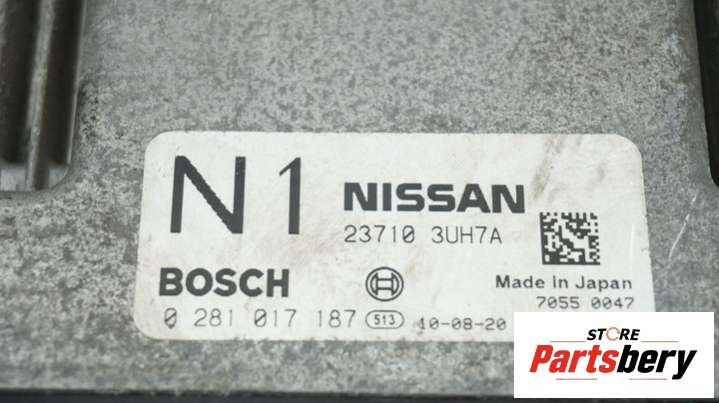 N1 NISSAN
23710 3UH7A
BOSCH
Made in Japan
7055 0047
0 281 017 187 513 10-08-20
STORE
Partsbery